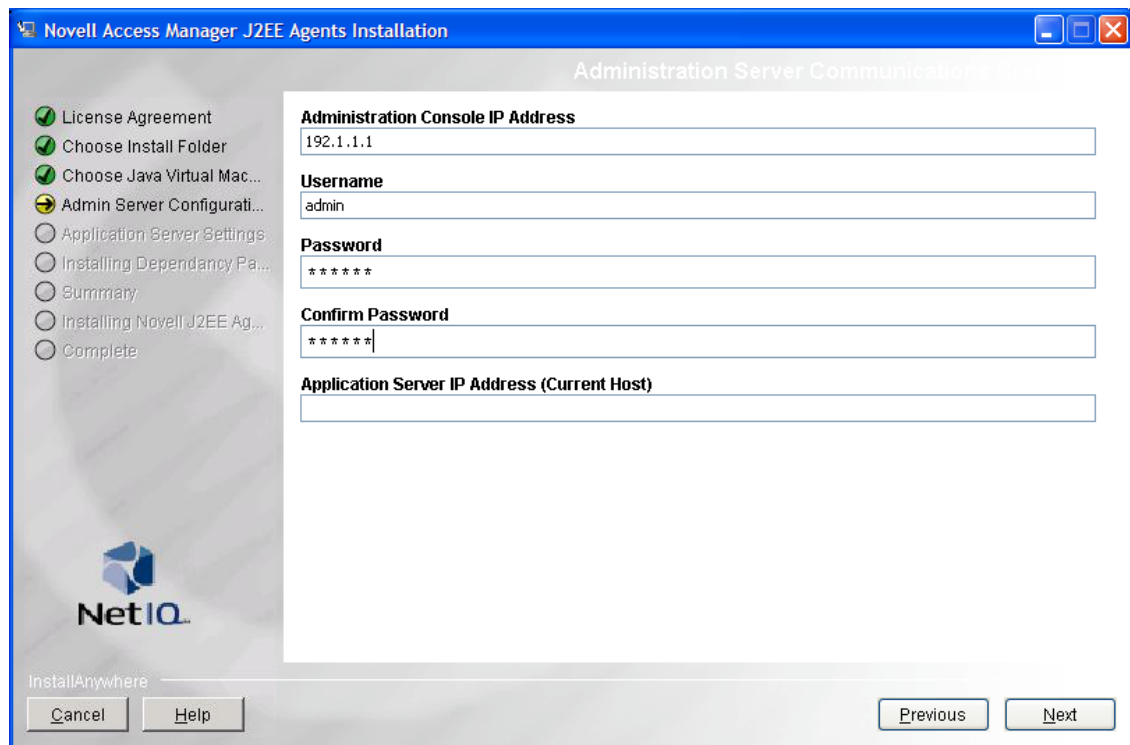 Novell Access Manager J2EE Agents Installation
Administration Server Communications
License Agreement
Choose Install Folder
Choose Java Virtual Mac...
Admin Server Configurati...
Application Server Settings
Installing Dependancy Pa...
Summary
Installing Novell J2EE Ag...
Complete
Administration Console IP Address
192.1.1.1
Username
admin
Password
******
Confirm Password
******
Application Server IP Address (Current Host)
NetIQ
InstallAnywhere
Cancel
Help
Previous
Next